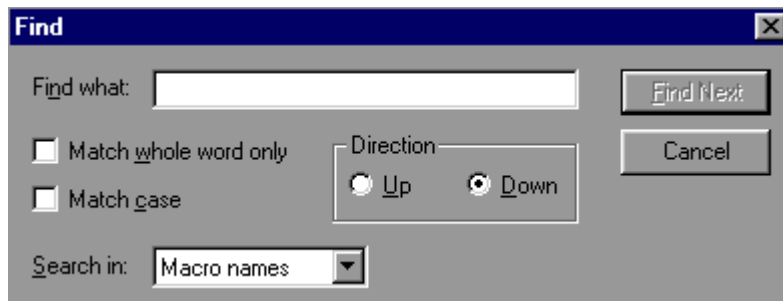 Find
Find what:
Find Next
Match whole word only
Direction
Cancel
Up
Down
Match case
Search in:
Macro names